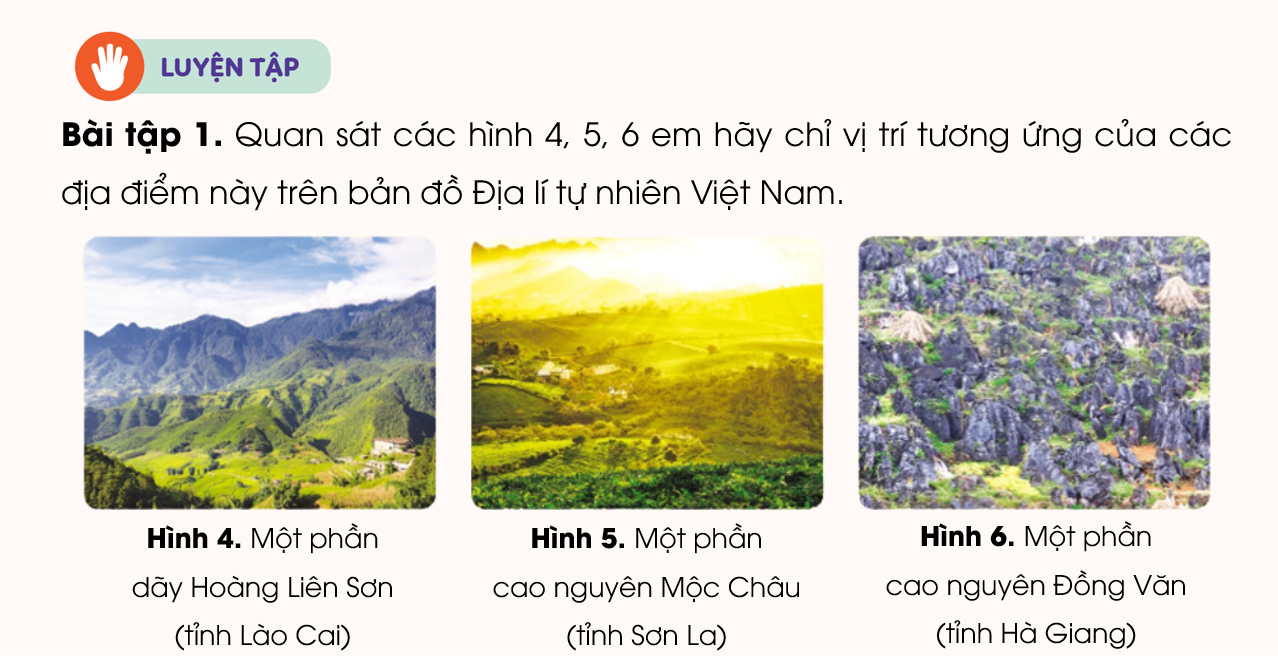 LUYỆN TẬP
Bài tập 1. Quan sát các hình 4, 5, 6 em hãy chỉ vị trí tương ứng của các
địa điểm này trên bản đồ Địa lí tự nhiên Việt Nam.
Hình 4. Một phần
dãy Hoàng Liên Sơn
(tỉnh Lào Cai)
Hình 5. Một phần
cao nguyên Mộc Châu
(tỉnh Sơn La)
Hình 6. Một phần
cao nguyên Đồng Văn
(tỉnh Hà Giang)